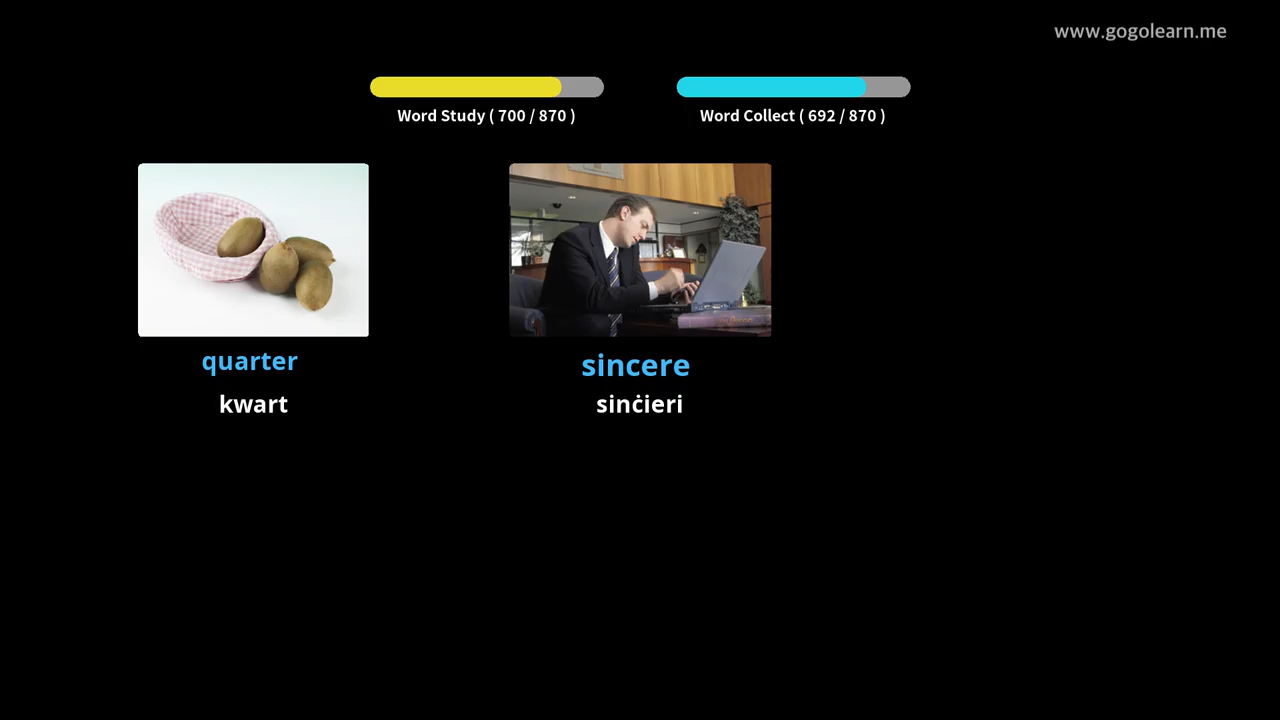 www.gogolearn.me
Word Study ( 700 / 870 )
Word Collect ( 692 / 870 )
quarter
kwart
sincere
sinċieri